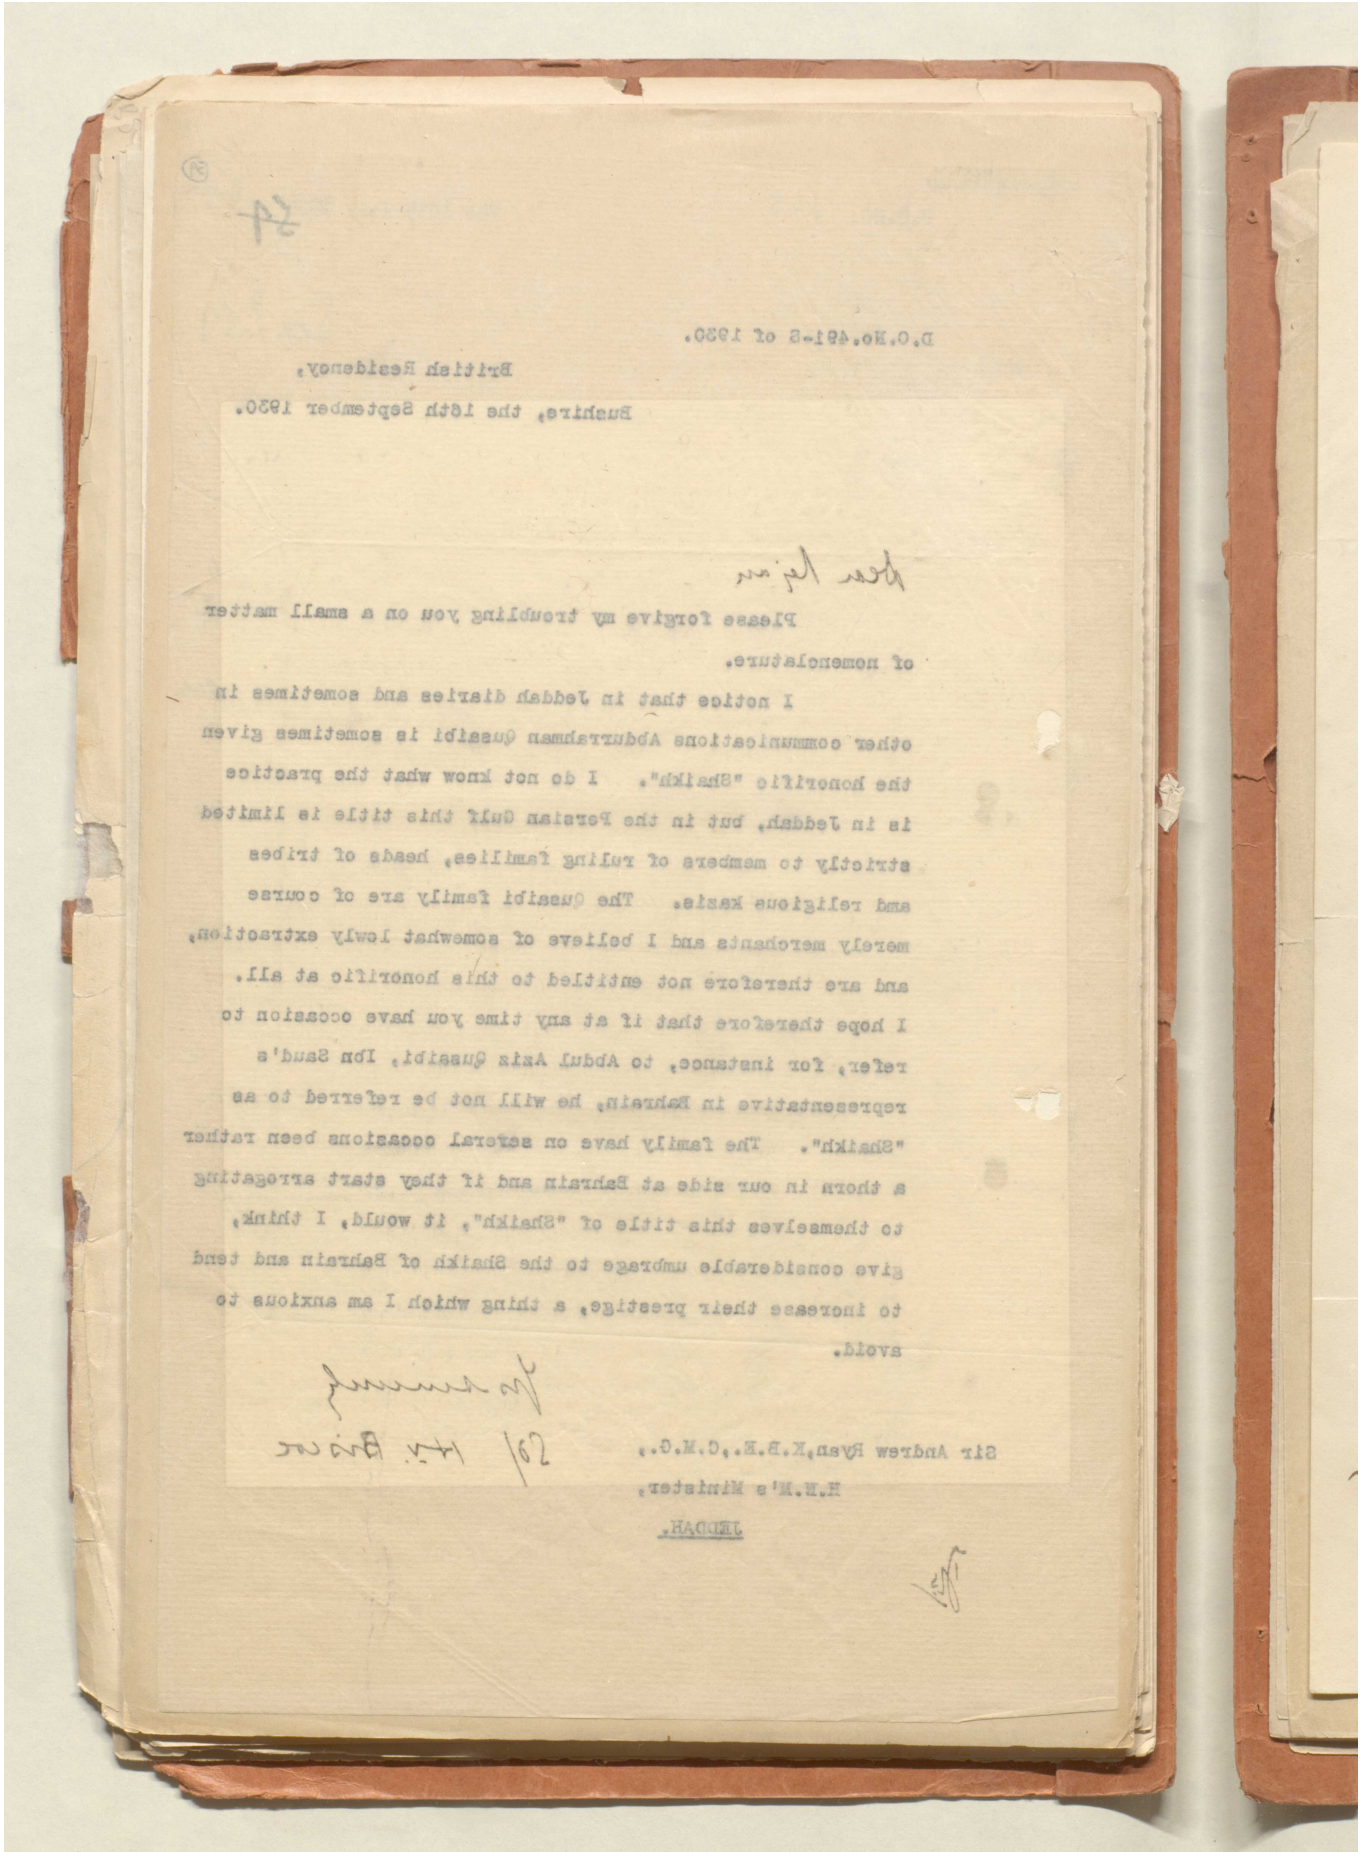 59
D.O.No.491-S of 1930.
British Residency,
Bushire, the 16th September 1930.
Dear Ryan
Please forgive my troubling you on a small matter
of nomenclature.
I notice that in Jeddah diaries and sometimes in
other communications Abdurrahman Qusaibi is sometimes given
the honorific "Shaikh". I do not know what the practice
is in Jeddah, but in the Persian Gulf this title is limited
strictly to members of ruling families, heads of tribes
amd religious kazis. The Qusaibi family are of course
merely merchants and I believe of somewhat lowly extraction,
and are therefore not entitled to this honorific at all.
I hope therefore that if at any time you have occasion to
refer, for instance, to Abdul Aziz Qusaibi, Ibn Saud's
representative in Bahrain, he will not be referred to as
"Shaikh". The family have on several occasions been rather
a thorn in our side at Bahrain and if they start arrogating
to themselves this title of "Shaikh", it would, I think,
give considerable umbrage to the Shaikh of Bahrain and tend
to increase their prestige, a thing which I am anxious to
avoid.
Yrs sincerely
Sd/ H.V. Biscoe
Sir Andrew Ryan,K.B.E.,C.M.G.,
H.B.M's Minister,
JEDDAH.